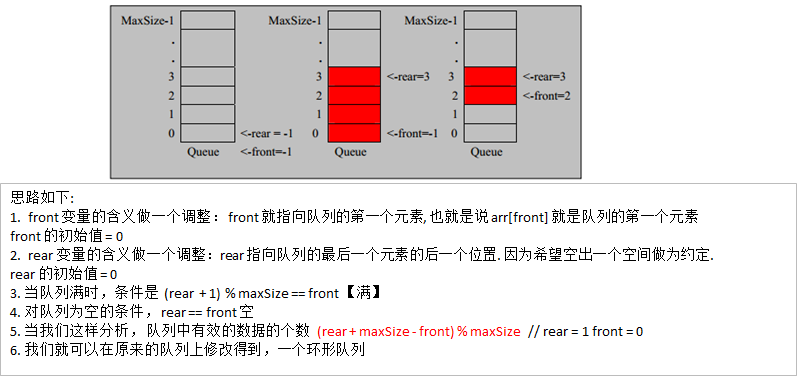 MaxSize-1 MaxSize-1 MaxSize-1
. . .
. . .
3 3 <-rear=3 3 <-rear=3
2 2 2 <-front=2
1 1 1
0 <-rear = -1 0 <-front=-1 0
Queue <-front=-1 Queue Queue
思路如下:
1. front 变量的含义做一个调整： front 就指向队列的第一个元素, 也就是说 arr[front] 就是队列的第一个元素
front 的初始值 = 0
2. rear 变量的含义做一个调整：rear 指向队列的最后一个元素的后一个位置. 因为希望空出一个空间做为约定.
rear 的初始值 = 0
3. 当队列满时，条件是 (rear + 1) % maxSize == front 【满】
4. 对队列为空的条件， rear == front 空
5. 当我们这样分析， 队列中有效的数据的个数 (rear + maxSize - front) % maxSize // rear = 1 front = 0
6. 我们就可以在原来的队列上修改得到，一个环形队列